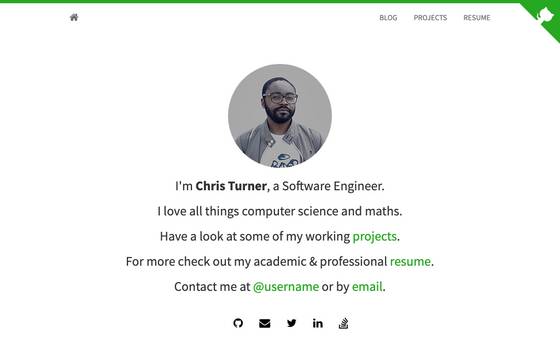 BLOG PROJECTS RESUME
I'm Chris Turner, a Software Engineer.
I love all things computer science and maths.
Have a look at some of my working projects.
For more check out my academic & professional resume.
Contact me at @username or by email.